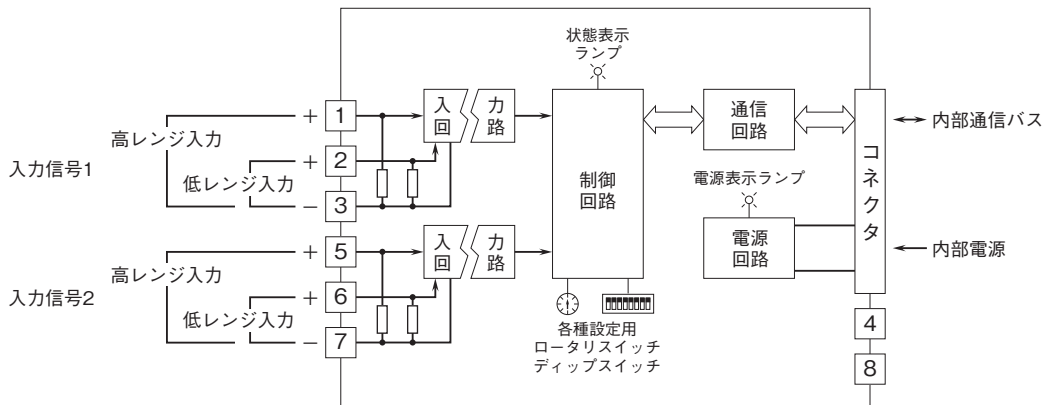 状態表示
ランプ
入力信号1
高レンジ入力
+
1
低レンジ入力
+
2
−
3
入 力
回 路
制御
回路
通信
回路
内部通信バス
コネクタ
電源表示ランプ
電源
回路
内部電源
入力信号2
高レンジ入力
+
5
低レンジ入力
+
6
−
7
入 力
回 路
各種設定用
ロータリスイッチ
ディップスイッチ
4
8